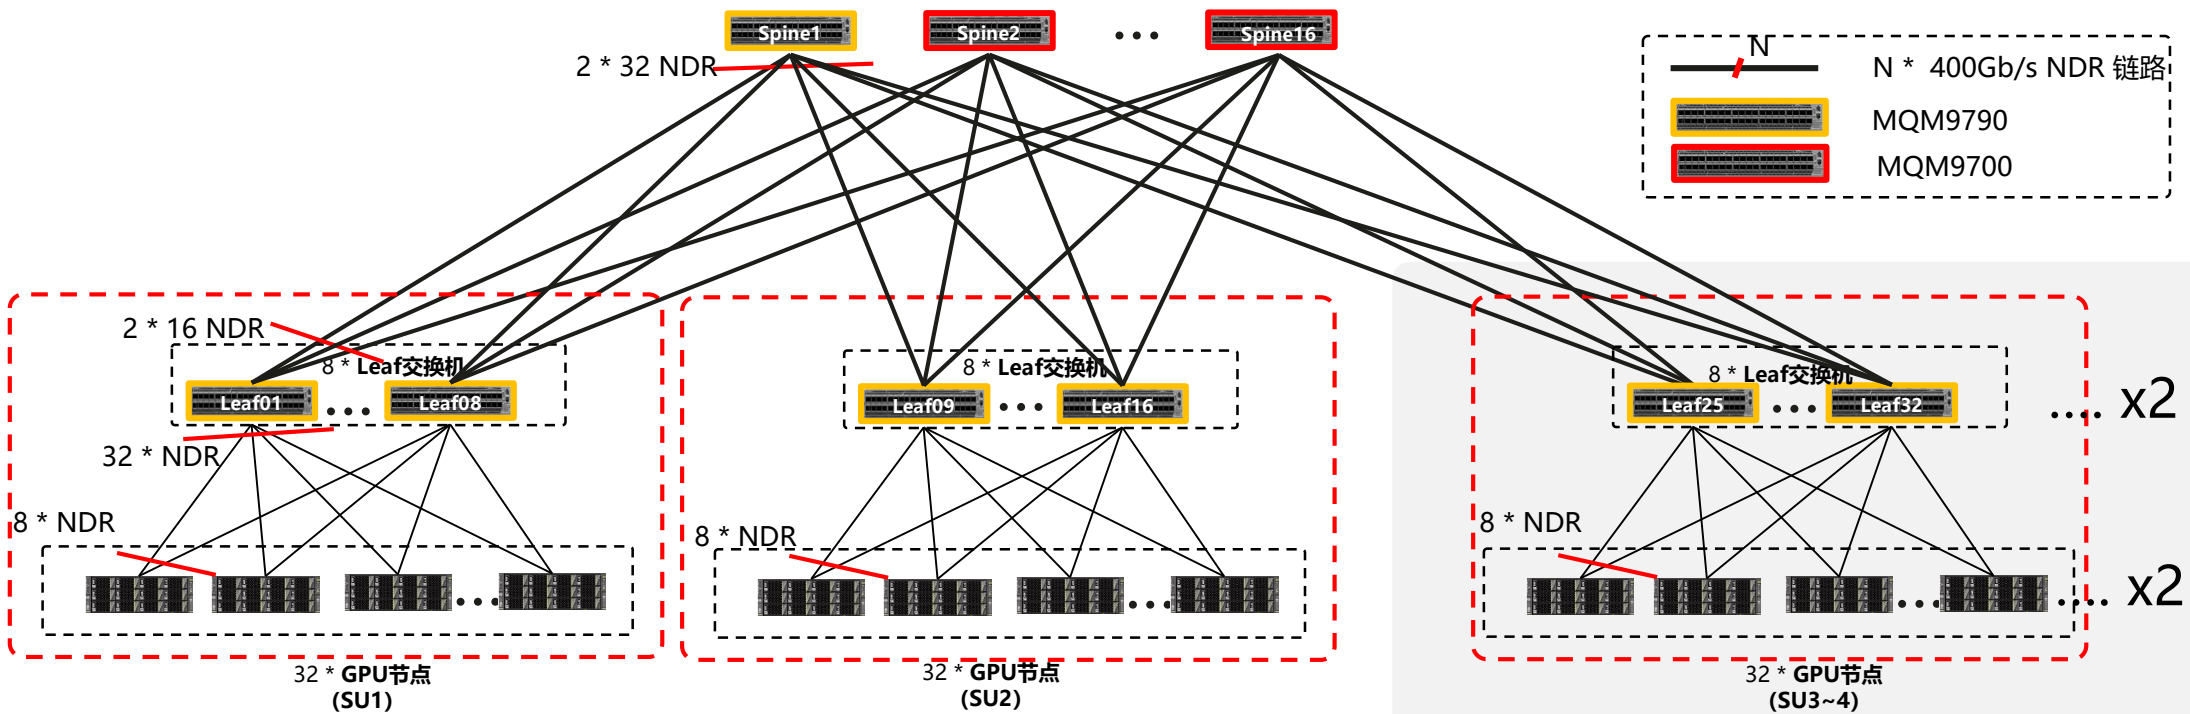 Spine1
Spine2
Spine16
2 * 32 NDR
N
N * 400Gb/s NDR 链路
MQM9790
MQM9700
2 * 16 NDR
8 * Leaf交换机
Leaf01
Leaf08
32 * NDR
8 * NDR
32 * GPU节点
(SU1)
8 * Leaf交换机
Leaf09
Leaf16
8 * NDR
32 * GPU节点
(SU2)
8 * Leaf交换机
Leaf25
Leaf32
.... x2
8 * NDR
.... x2
32 * GPU节点
(SU3~4)